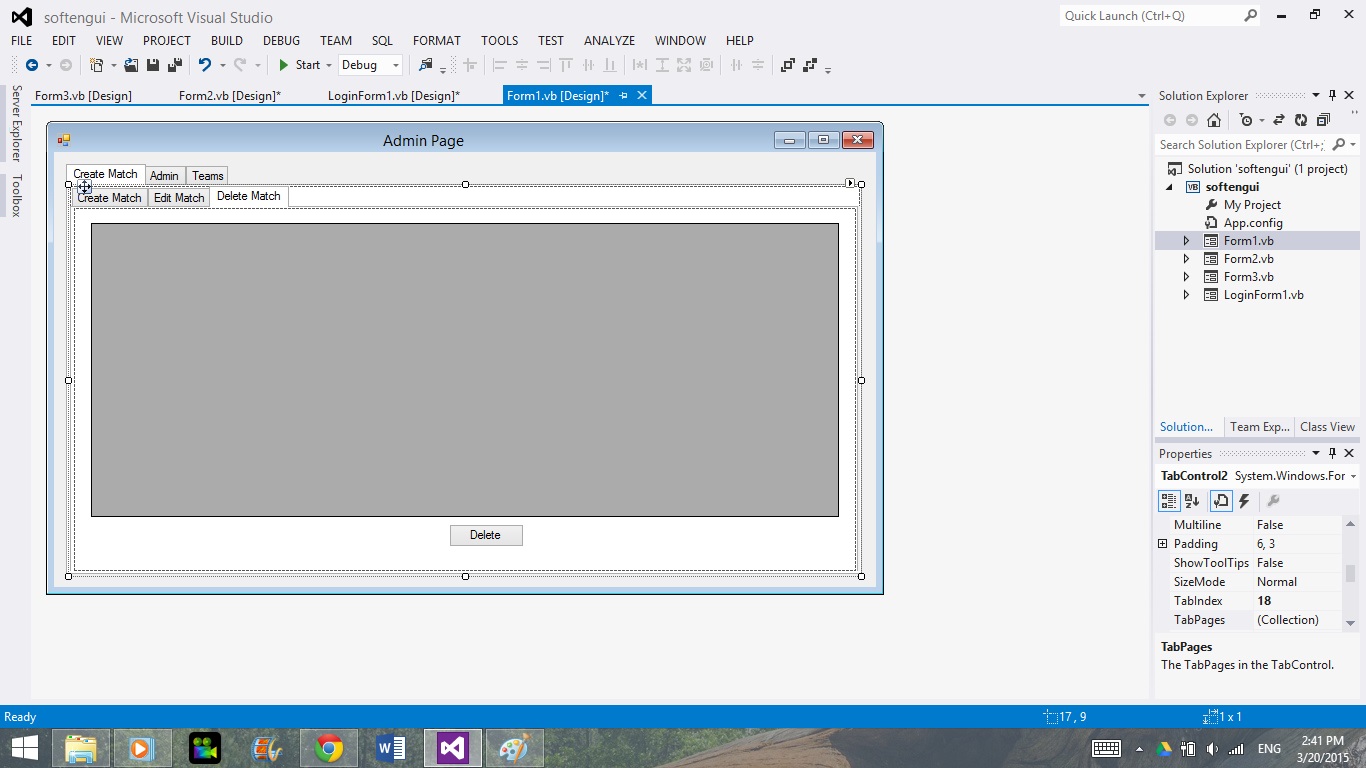 softengui - Microsoft Visual Studio
Quick Launch (Ctrl+Q)
FILE EDIT VIEW PROJECT BUILD DEBUG TEAM SQL FORMAT TOOLS TEST ANALYZE WINDOW HELP
Start Debug
Server Explorer
Toolbox
Form3.vb [Design] Form2.vb [Design]* LoginForm1.vb [Design]* Form1.vb [Design]*
Admin Page
Create Match Admin Teams
Create Match Edit Match Delete Match
Delete
Solution Explorer
Search Solution Explorer (Ctrl+;
Solution 'softengui' (1 project)
VB softengui
My Project
App.config
Form1.vb
Form2.vb
Form3.vb
LoginForm1.vb
Solution... Team Exp... Class View
Properties
TabControl2 System.Windows.For
Multiline False
Padding 6, 3
ShowToolTips False
SizeMode Normal
TabIndex 18
TabPages (Collection)
TabPages
The TabPages in the TabControl.
Ready 17 , 9 1 x 1
ENG 2:41 PM
3/20/2015